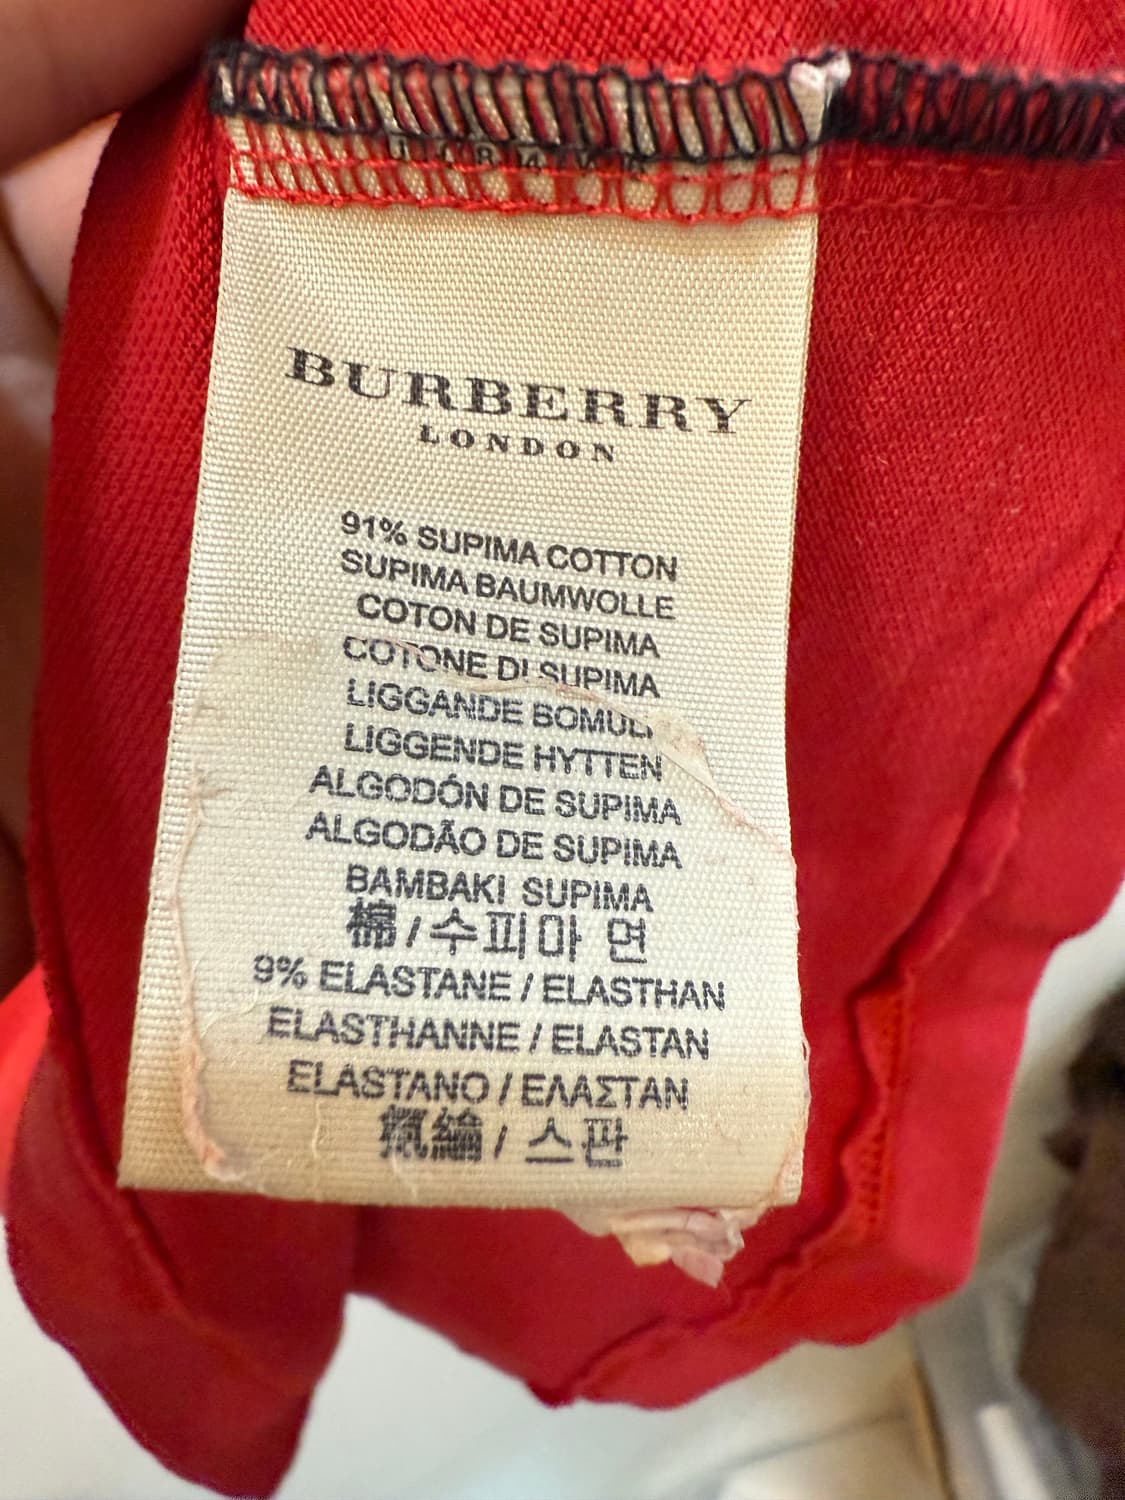 BURBERRY
LONDON
91% SUPIMA COTTON
SUPIMA BAUMWOLLE
COTON DE SUPIMA
COTONE DI SUPIMA
LIGGANDE BOMULL
LIGGENDE HYTTEN
ALGODÓN DE SUPIMA
ALGODÃO DE SUPIMA
BAMBAKI SUPIMA
棉 / 수피마 면
9% ELASTANE / ELASTHAN
ELASTHANNE / ELASTAN
ELASTANO / ΕΛΑΣΤΑΝ
氨綸 / 스판